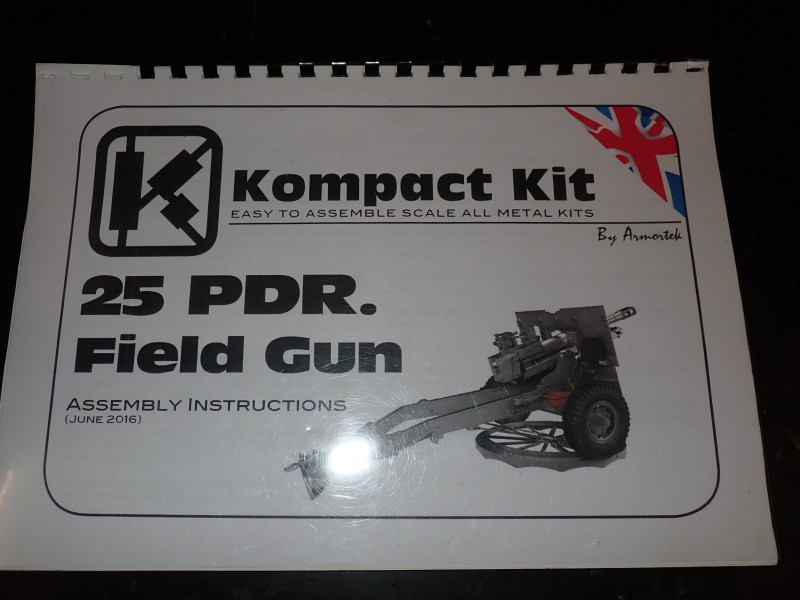 Kompact Kit
EASY TO ASSEMBLE SCALE ALL METAL KITS
By Armortek
25 PDR.
Field Gun
ASSEMBLY INSTRUCTIONS
(JUNE 2016)